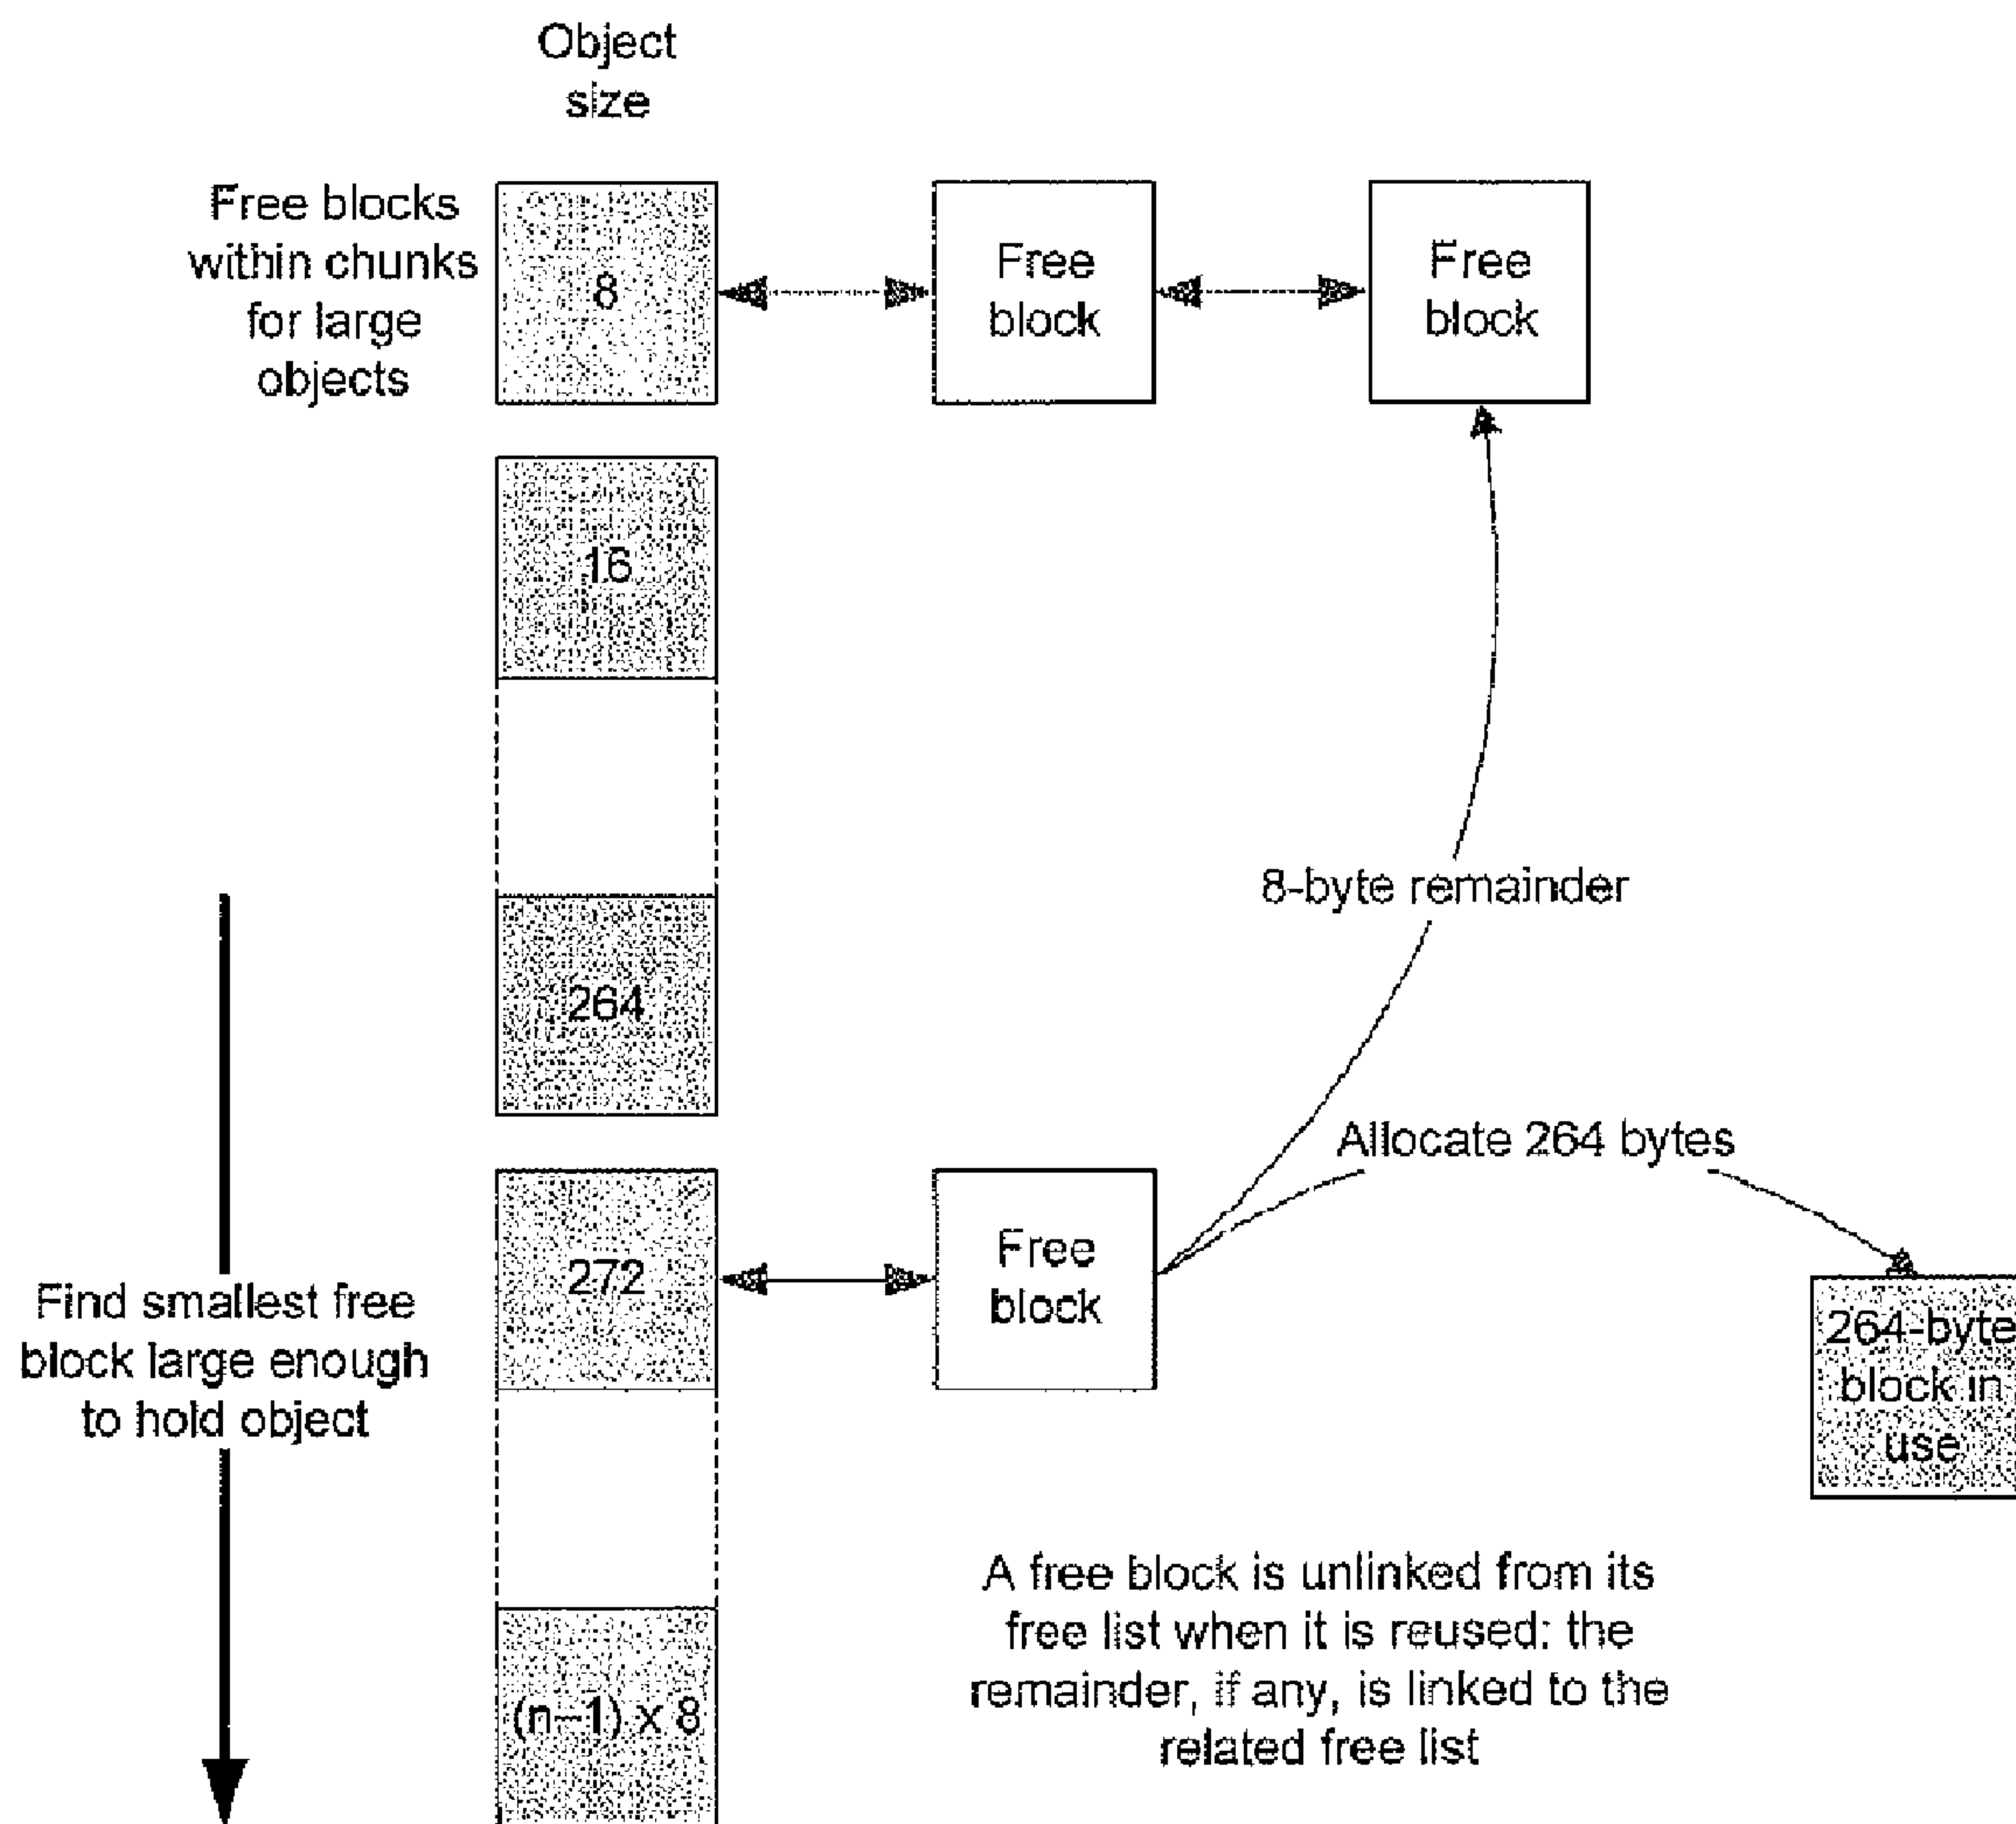 Object
size
Free blocks
within chunks
for large
objects
8
Free
block
Free
block
16
8-byte remainder
264
Allocate 264 bytes
272
Free
block
Find smallest free
block large enough
to hold object
264-byte
block in
use
A free block is unlinked from its
free list when it is reused: the
remainder, if any, is linked to the
related free list
(n–1) x 8